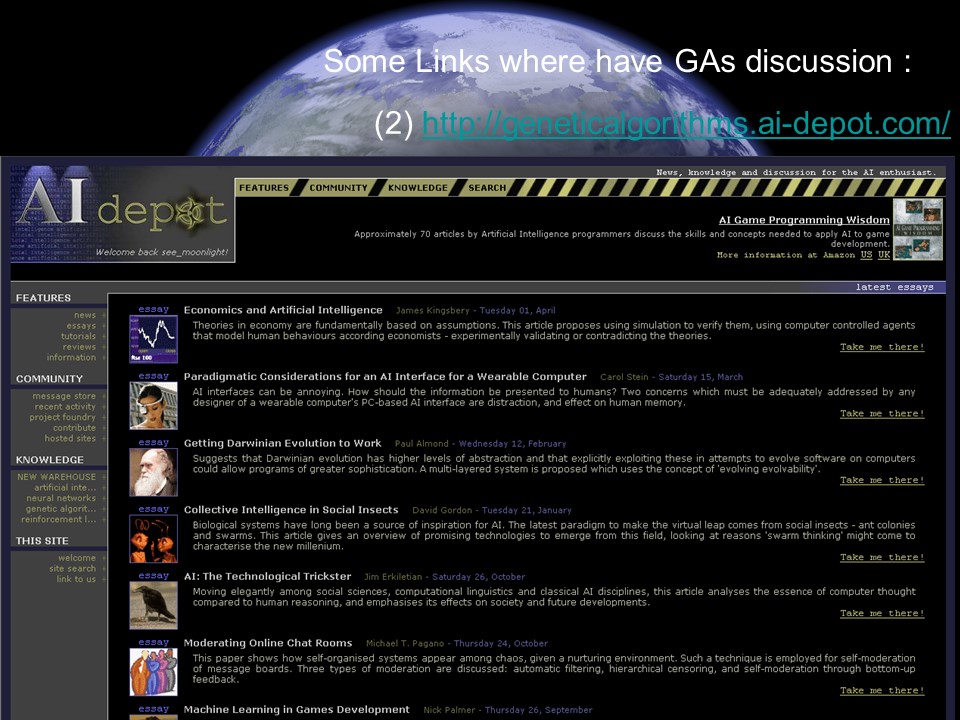 Some Links where have GAs discussion :
(2) http://geneticalgorithms.ai-depot.com/
News, knowledge and discussion for the AI enthusiast.
AI depot
Welcome back see_moonlight!
FEATURES COMMUNITY KNOWLEDGE SEARCH
AI Game Programming Wisdom
Approximately 70 articles by Artificial Intelligence programmers discuss the skills and concepts needed to apply AI to game
development.
More information at Amazon US UK
latest essays
FEATURES
news
essays
tutorials
reviews
information
COMMUNITY
message store
recent activity
project foundry
contribute
hosted sites
KNOWLEDGE
NEW WAREHOUSE
artificial inte...
neural networks
genetic algorit...
reinforcement l...
THIS SITE
welcome
site search
link to us
essay
Economics and Artificial Intelligence James Kingsbery - Tuesday 01, April
Theories in economy are fundamentally based on assumptions. This article proposes using simulation to verify them, using computer controlled agents
that model human behaviours according economists - experimentally validating or contradicting the theories.
Take me there!
essay
Paradigmatic Considerations for an AI Interface for a Wearable Computer Carol Stein - Saturday 15, March
AI interfaces can be annoying. How should the information be presented to humans? Two concerns which must be adequately addressed by any
designer of a wearable computer's PC-based AI interface are distraction, and effect on human memory.
Take me there!
essay
Getting Darwinian Evolution to Work Paul Almond - Wednesday 12, February
Suggests that Darwinian evolution has higher levels of abstraction and that explicitly exploiting these in attempts to evolve software on computers
could allow programs of greater sophistication. A multi-layered system is proposed which uses the concept of 'evolving evolvability'.
Take me there!
essay
Collective Intelligence in Social Insects David Gordon - Tuesday 21, January
Biological systems have long been a source of inspiration for AI. The latest paradigm to make the virtual leap comes from social insects - ant colonies
and swarms. This article gives an overview of promising technologies to emerge from this field, looking at reasons 'swarm thinking' might come to
characterise the new millenium.
Take me there!
essay
AI: The Technological Trickster Jim Erkiletian - Saturday 26, October
Moving elegantly among social sciences, computational linguistics and classical AI disciplines, this article analyses the essence of computer thought
compared to human reasoning, and emphasises its effects on society and future developments.
Take me there!
essay
Moderating Online Chat Rooms Michael T. Pagano - Thursday 24, October
This paper shows how self-organised systems appear among chaos, given a nurturing environment. Such a technique is employed for self-moderation
of message boards. Three types of moderation are discussed: automatic filtering, hierarchical censoring, and self-moderation through bottom-up
feedback.
Take me there!
essay
Machine Learning in Games Development Nick Palmer - Thursday 26, September